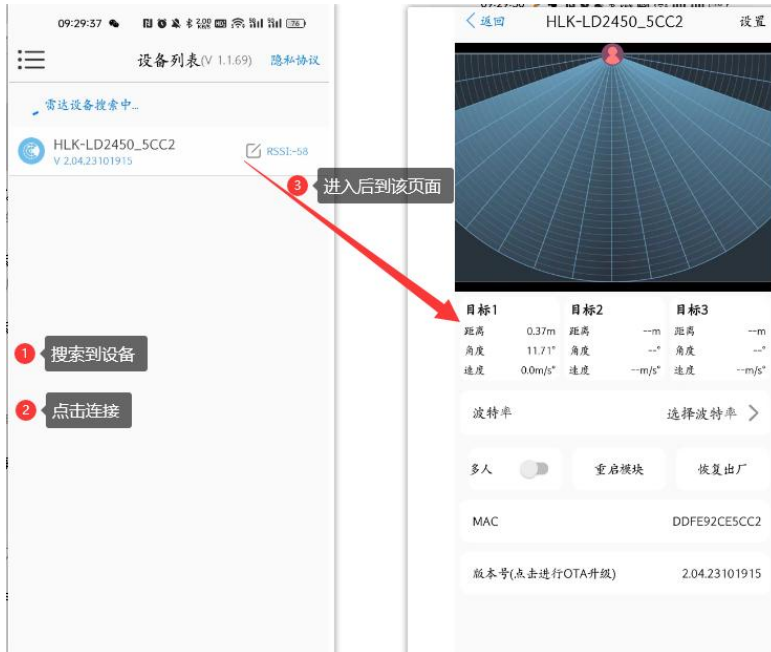 09:29:37
76
设备列表(V 1.1.69) 隐私协议
雷达设备搜索中...
HLK-LD2450_5CC2
V 2.04.23101915
RSSI:-58
3 进入后到该页面
1 搜索到设备
2 点击连接
返回 HLK-LD2450_5CC2 设置
目标1 目标2 目标3
距离 0.37m 距离 --m 距离 --m
角度 11.71° 角度 --° 角度 --°
速度 0.0m/s° 速度 --m/s° 速度 --m/s°
波特率 选择波特率
多人 重启模块 恢复出厂
MAC DDFE92CE5CC2
版本号(点击进行OTA升级) 2.04.23101915